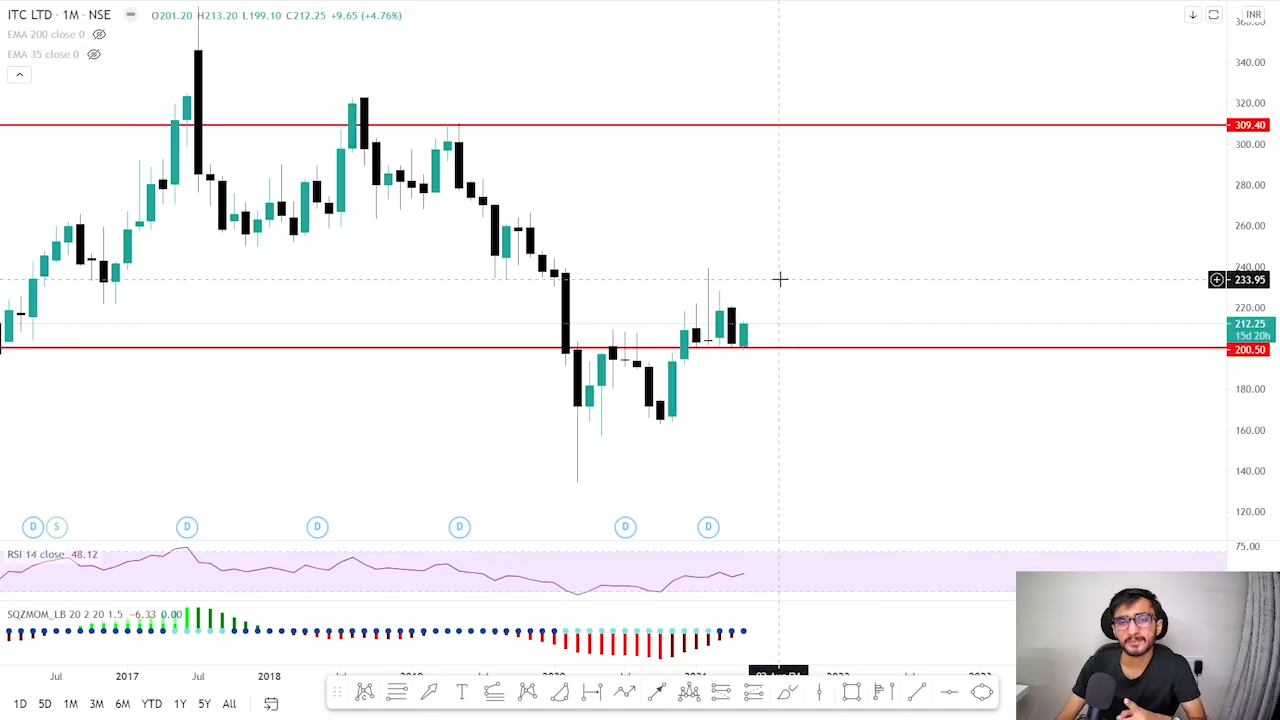 ITC LTD · 1M · NSE O201.20 H213.20 L199.10 C212.25 +9.65 (+4.76%) INR
EMA 200 close 0
EMA 35 close 0
340.00
320.00
309.40
300.00
280.00
260.00
240.00
233.95
220.00
212.25
15d 20h
200.50
180.00
160.00
140.00
120.00
D S D D D D D
RSI 14 close 48.12 75.00
SQZMOM_LB 20 2 20 1.5 −6.33 0.00
Jul 2017 Jul 2018
1D 5D 1M 3M 6M YTD 1Y 5Y All